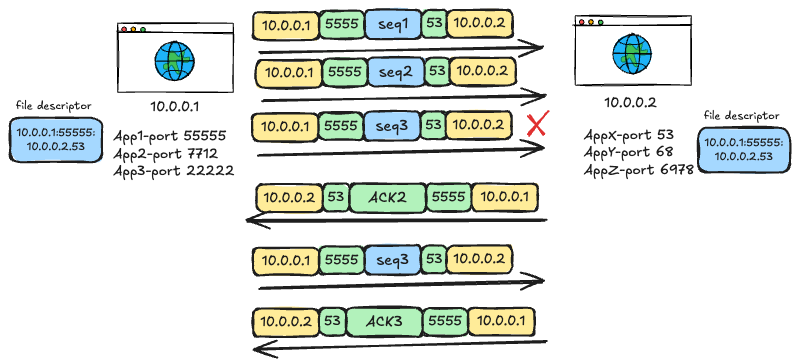 10.0.0.1 5555 seq1 53 10.0.0.2
10.0.0.1 5555 seq2 53 10.0.0.2
10.0.0.1 5555 seq3 53 10.0.0.2
10.0.0.2 53 ACK2 5555 10.0.0.1
10.0.0.1 5555 seq3 53 10.0.0.2
10.0.0.2 53 ACK3 5555 10.0.0.1
10.0.0.1
file descriptor
10.0.0.1:55555:
10.0.0.2.53
App1-port 55555
App2-port 7712
App3-port 22222
10.0.0.2
AppX-port 53
AppY-port 68
AppZ-port 6978
file descriptor
10.0.0.1:55555:
10.0.0.2.53